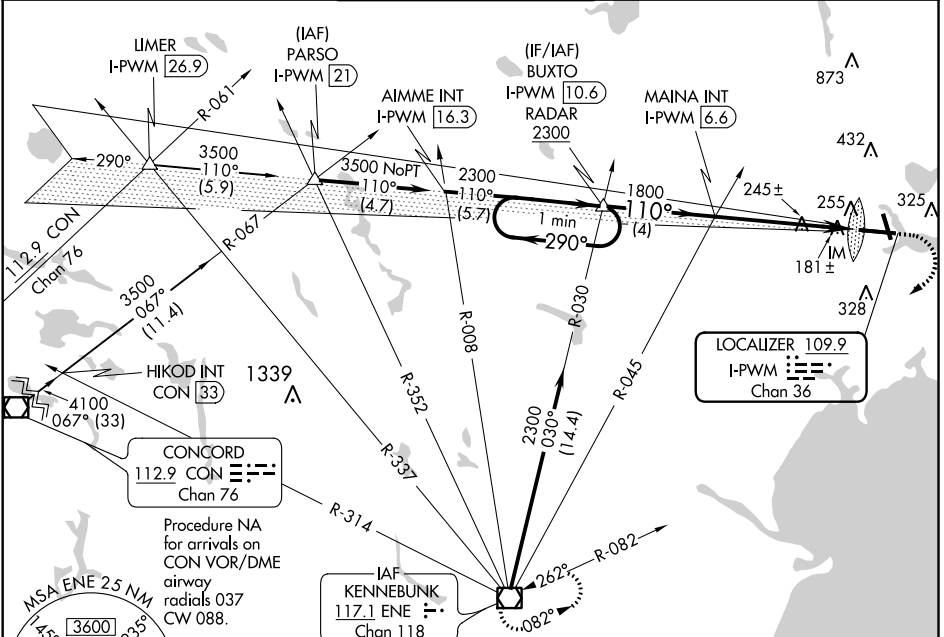 LIMER
I-PWM 26.9
(IAF)
PARSO
I-PWM 21
AIMME INT
I-PWM 16.3
(IF/IAF)
BUXTO
I-PWM 10.6
RADAR
2300
MAINA INT
I-PWM 6.6
873
432
325
255
245±
181±
IM
328
R-061
290°
3500
110°
(5.9)
3500 NoPT
110°
(4.7)
2300
110°
(5.7)
1 min
290°
1800
110°
(4)
112.9 CON
Chan 76
R-067
3500
067°
(11.4)
HIKOD INT
CON 33
1339
4100
067° (33)
CONCORD
112.9 CON
Chan 76
R-337
R-352
R-008
R-030
R-045
2300
030°
(14.4)
LOCALIZER 109.9
I-PWM
Chan 36
R-314
Procedure NA
for arrivals on
CON VOR/DME
airway
radials 037
CW 088.
IAF
KENNEBUNK
117.1 ENE
Chan 118
262°
R-082
082°
MSA ENE 25 NM
3600
145°